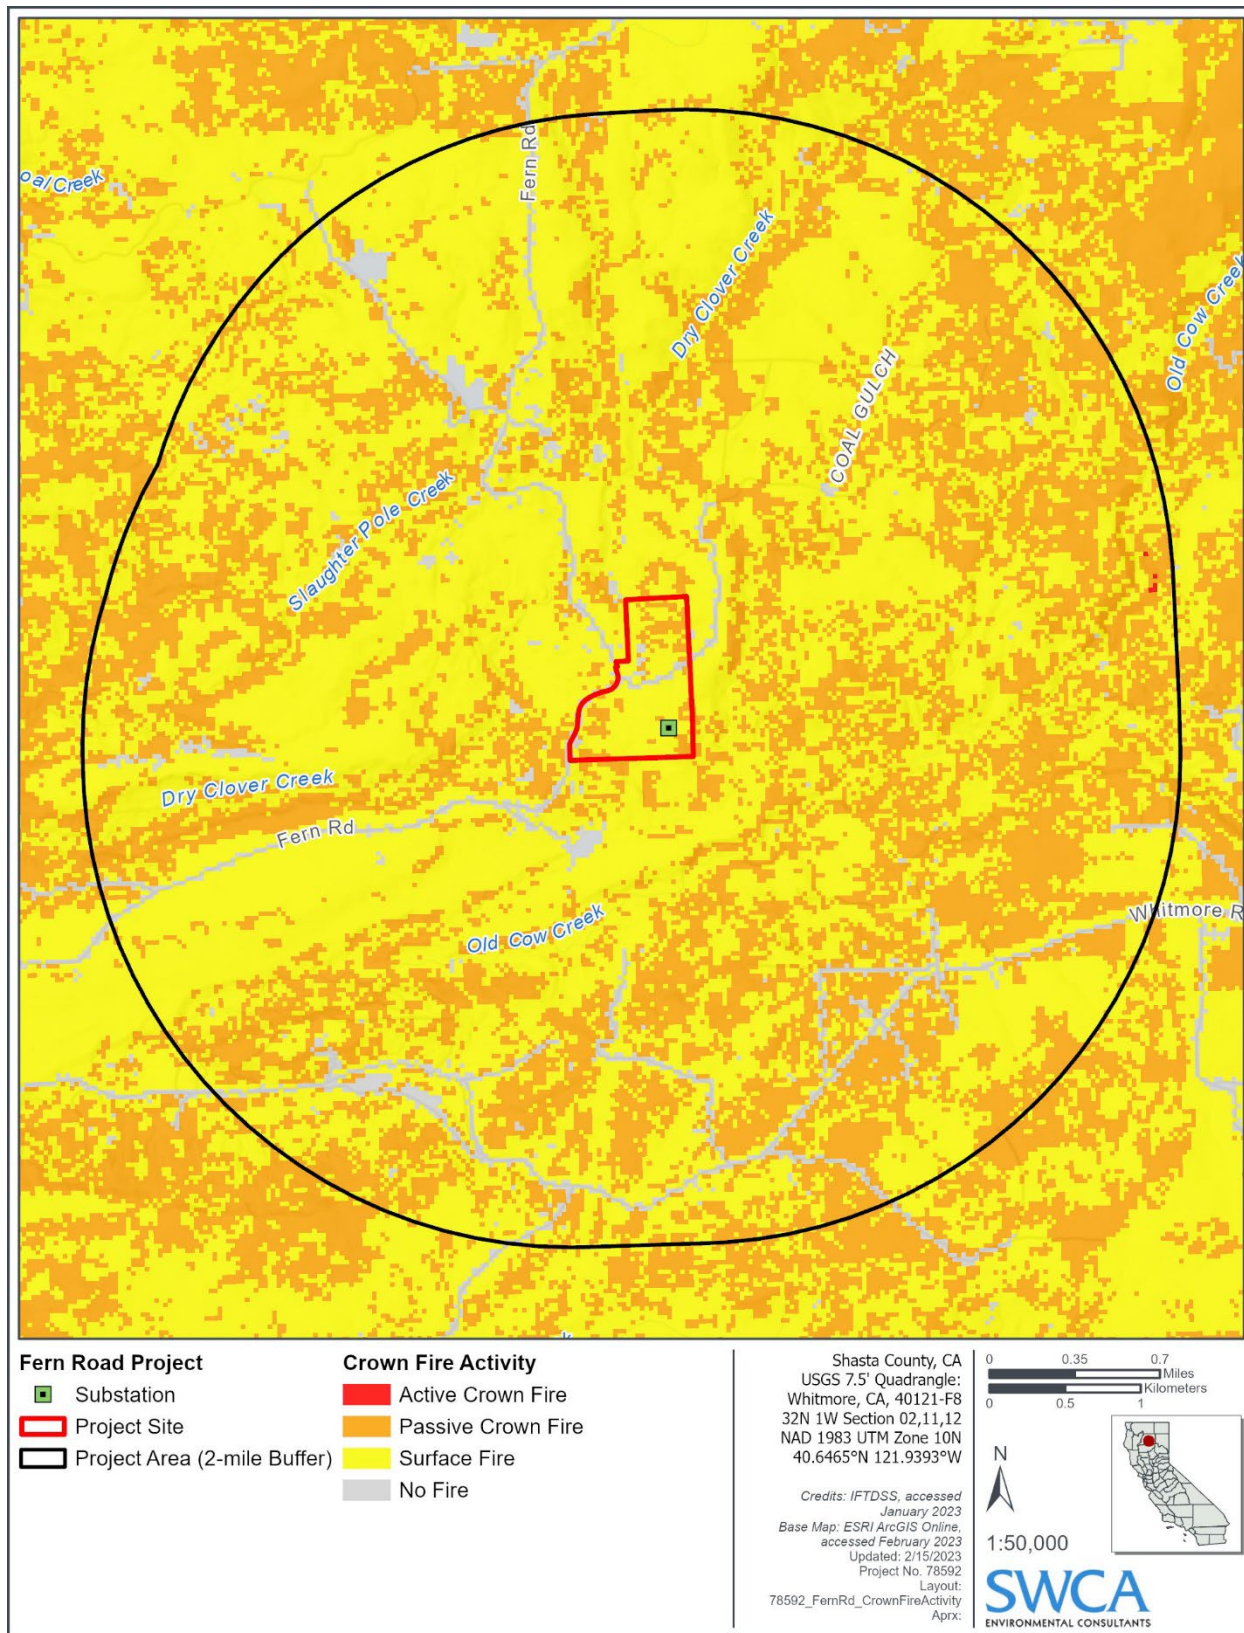 Fern Rd
oal Creek
Dry Clover Creek
Old Cow Creek
COAL GULCH
Slaughter Pole Creek
Dry Clover Creek
Fern Rd
Old Cow Creek
Whitmore R
k
Fern Road Project
Substation
Project Site
Project Area (2-mile Buffer)
Crown Fire Activity
Active Crown Fire
Passive Crown Fire
Surface Fire
No Fire
Shasta County, CA
USGS 7.5' Quadrangle:
Whitmore, CA, 40121-F8
32N 1W Section 02,11,12
NAD 1983 UTM Zone 10N
40.6465°N 121.9393°W
Credits: IFTDSS, accessed
January 2023
Base Map: ESRI ArcGIS Online,
accessed February 2023
Updated: 2/15/2023
Project No. 78592
Layout:
78592_FernRd_CrownFireActivity
Aprx:
0 0.35 0.7
Miles
Kilometers
0 0.5 1
N
1:50,000
SWCA
ENVIRONMENTAL CONSULTANTS